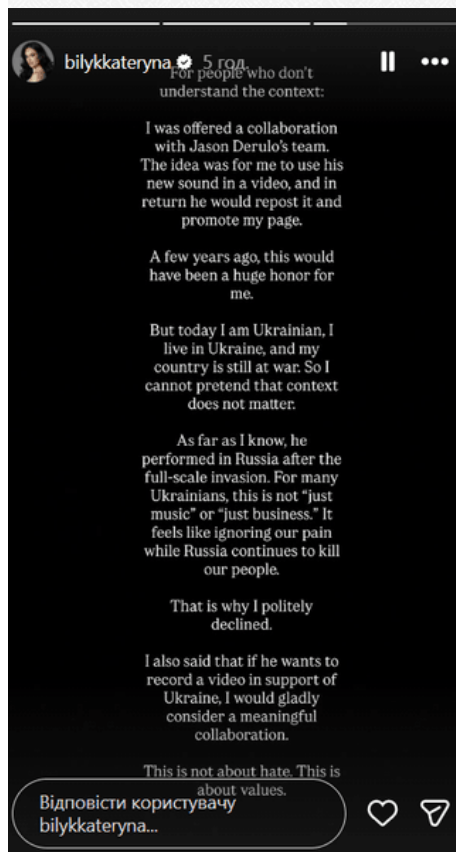 bilykkateryna 5 год.
For people who don't
understand the context:
I was offered a collaboration
with Jason Derulo's team.
The idea was for me to use his
new sound in a video, and in
return he would repost it and
promote my page.
A few years ago, this would
have been a huge honor for
me.
But today I am Ukrainian, I
live in Ukraine, and my
country is still at war. So I
cannot pretend that context
does not matter.
As far as I know, he
performed in Russia after the
full-scale invasion. For many
Ukrainians, this is not “just
music” or “just business.” It
feels like ignoring our pain
while Russia continues to kill
our people.
That is why I politely
declined.
I also said that if he wants to
record a video in support of
Ukraine, I would gladly
consider a meaningful
collaboration.
This is not about hate. This is
about values.
Відповісти користувачу
bilykkateryna...